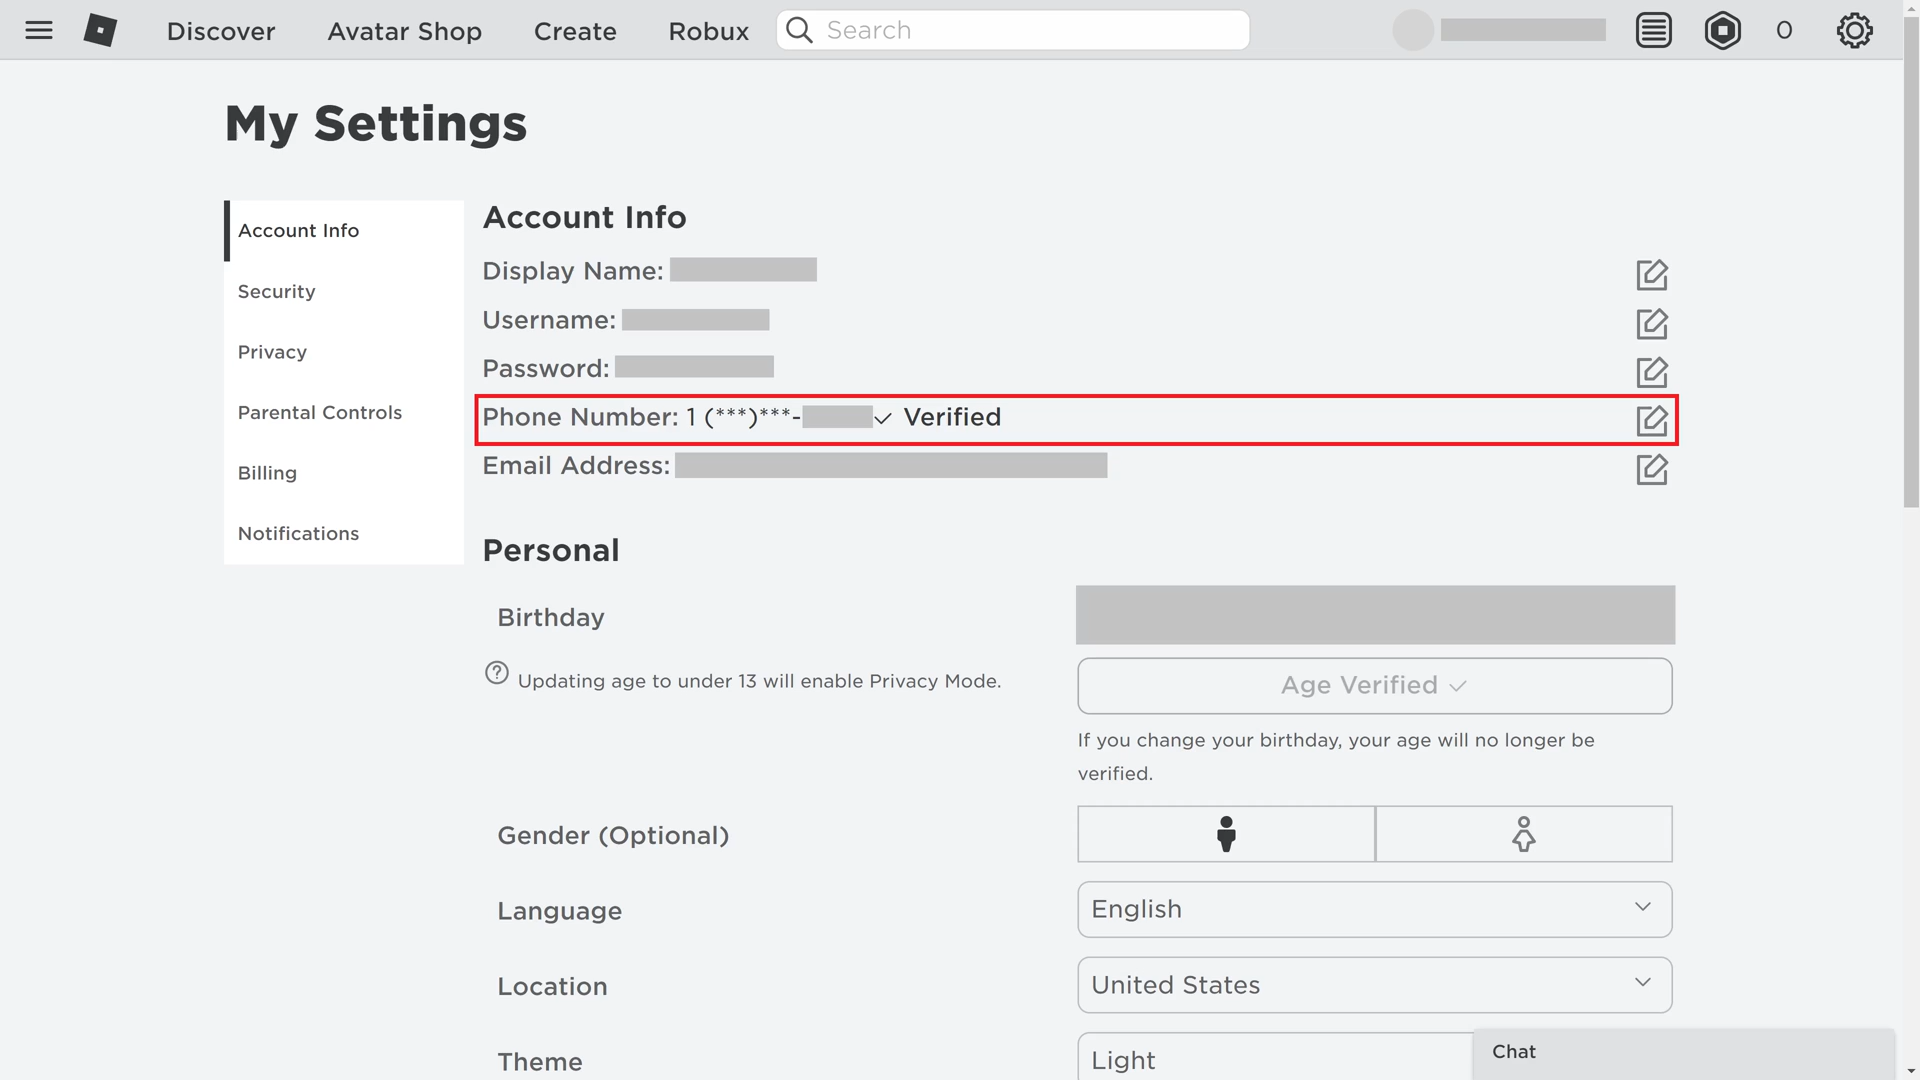 Discover Avatar Shop Create Robux Search 0
My Settings
Account Info
Security
Privacy
Parental Controls
Billing
Notifications
Account Info
Display Name:
Username:
Password:
Phone Number: 1 (***)***- Verified
Email Address:
Personal
Birthday
Updating age to under 13 will enable Privacy Mode.
Age Verified
If you change your birthday, your age will no longer be
verified.
Gender (Optional)
Language English
Location United States
Theme Light
Chat